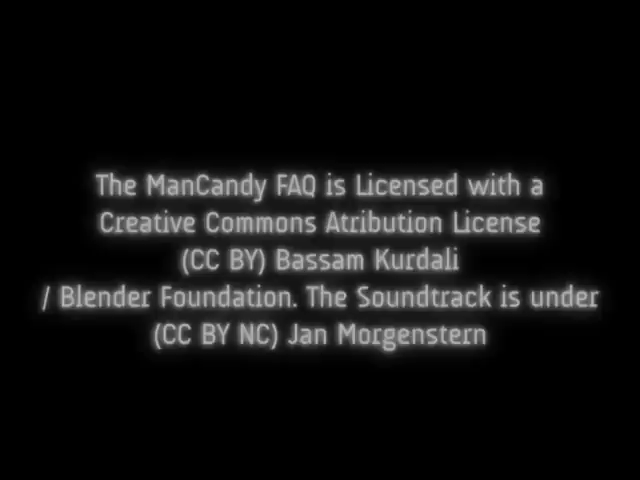 The ManCandy FAQ is Licensed with a
Creative Commons Atribution License
(CC BY) Bassam Kurdali
/ Blender Foundation. The Soundtrack is under
(CC BY NC) Jan Morgenstern